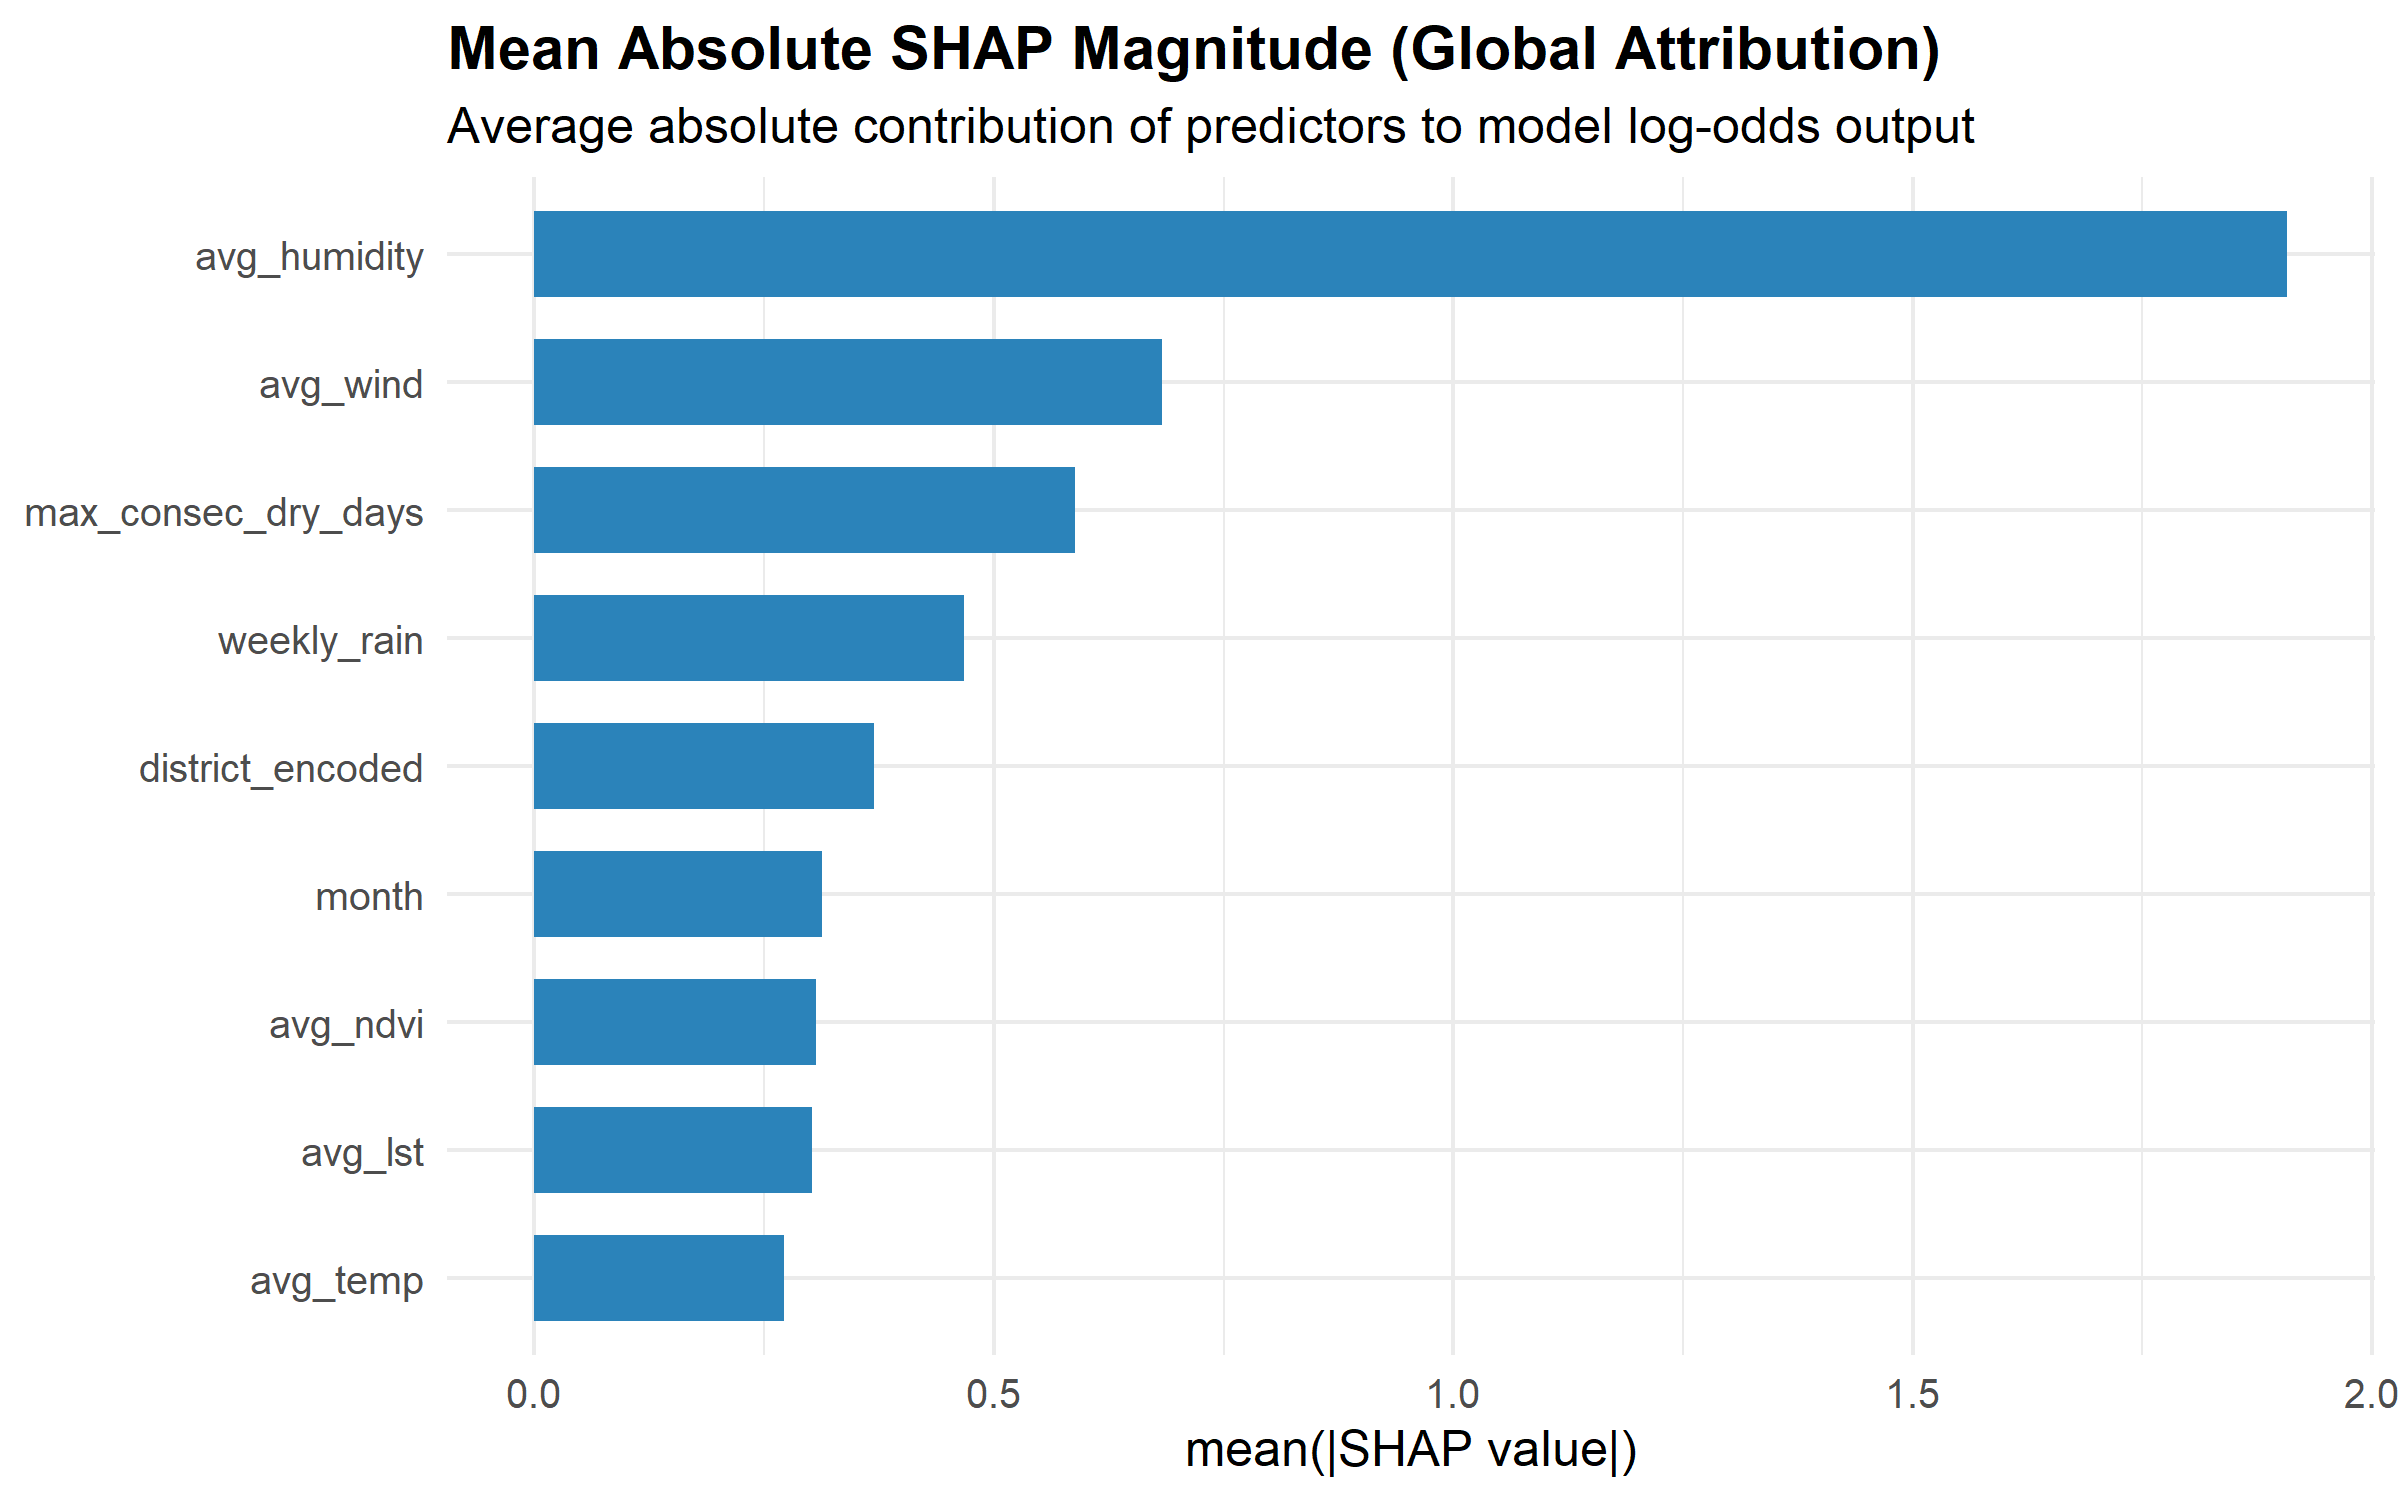 Mean Absolute SHAP Magnitude (Global Attribution)
Average absolute contribution of predictors to model log-odds output
avg_humidity
avg_wind
max_consec_dry_days
weekly_rain
district_encoded
month
avg_ndvi
avg_lst
avg_temp
0.0 0.5 1.0 1.5 2.0
mean(|SHAP value|)